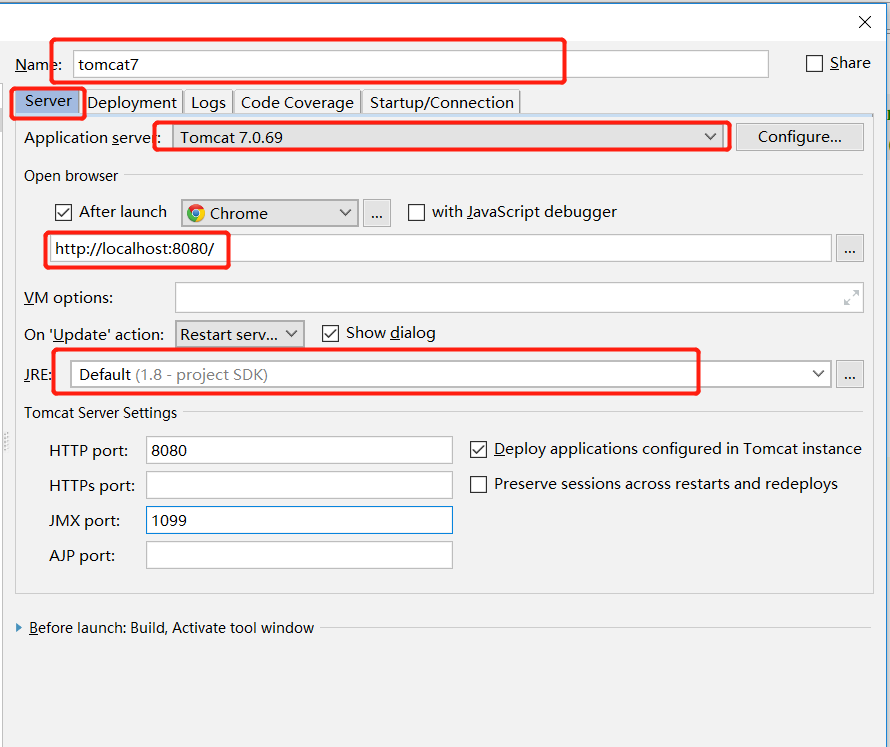 Name: tomcat7 Share
Server Deployment Logs Code Coverage Startup/Connection
Application server: Tomcat 7.0.69 Configure...
Open browser
After launch Chrome ... with JavaScript debugger
http://localhost:8080/ ...
VM options:
On 'Update' action: Restart serv... Show dialog
JRE: Default (1.8 - project SDK) ...
Tomcat Server Settings
HTTP port: 8080 Deploy applications configured in Tomcat instance
HTTPs port: Preserve sessions across restarts and redeploys
JMX port: 1099
AJP port:
Before launch: Build, Activate tool window